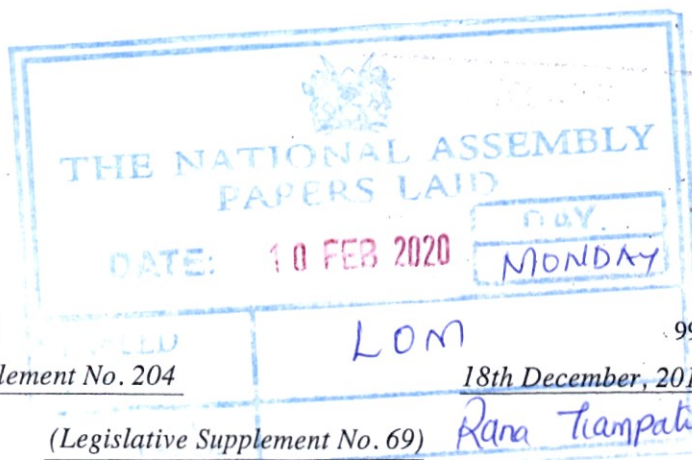 THE NATIONAL ASSEMBLY
PAPERS LAID
DAY
DATE: 10 FEB 2020 MONDAY
LOM
lement No. 204 18th December, 201
(Legislative Supplement No. 69) Rana